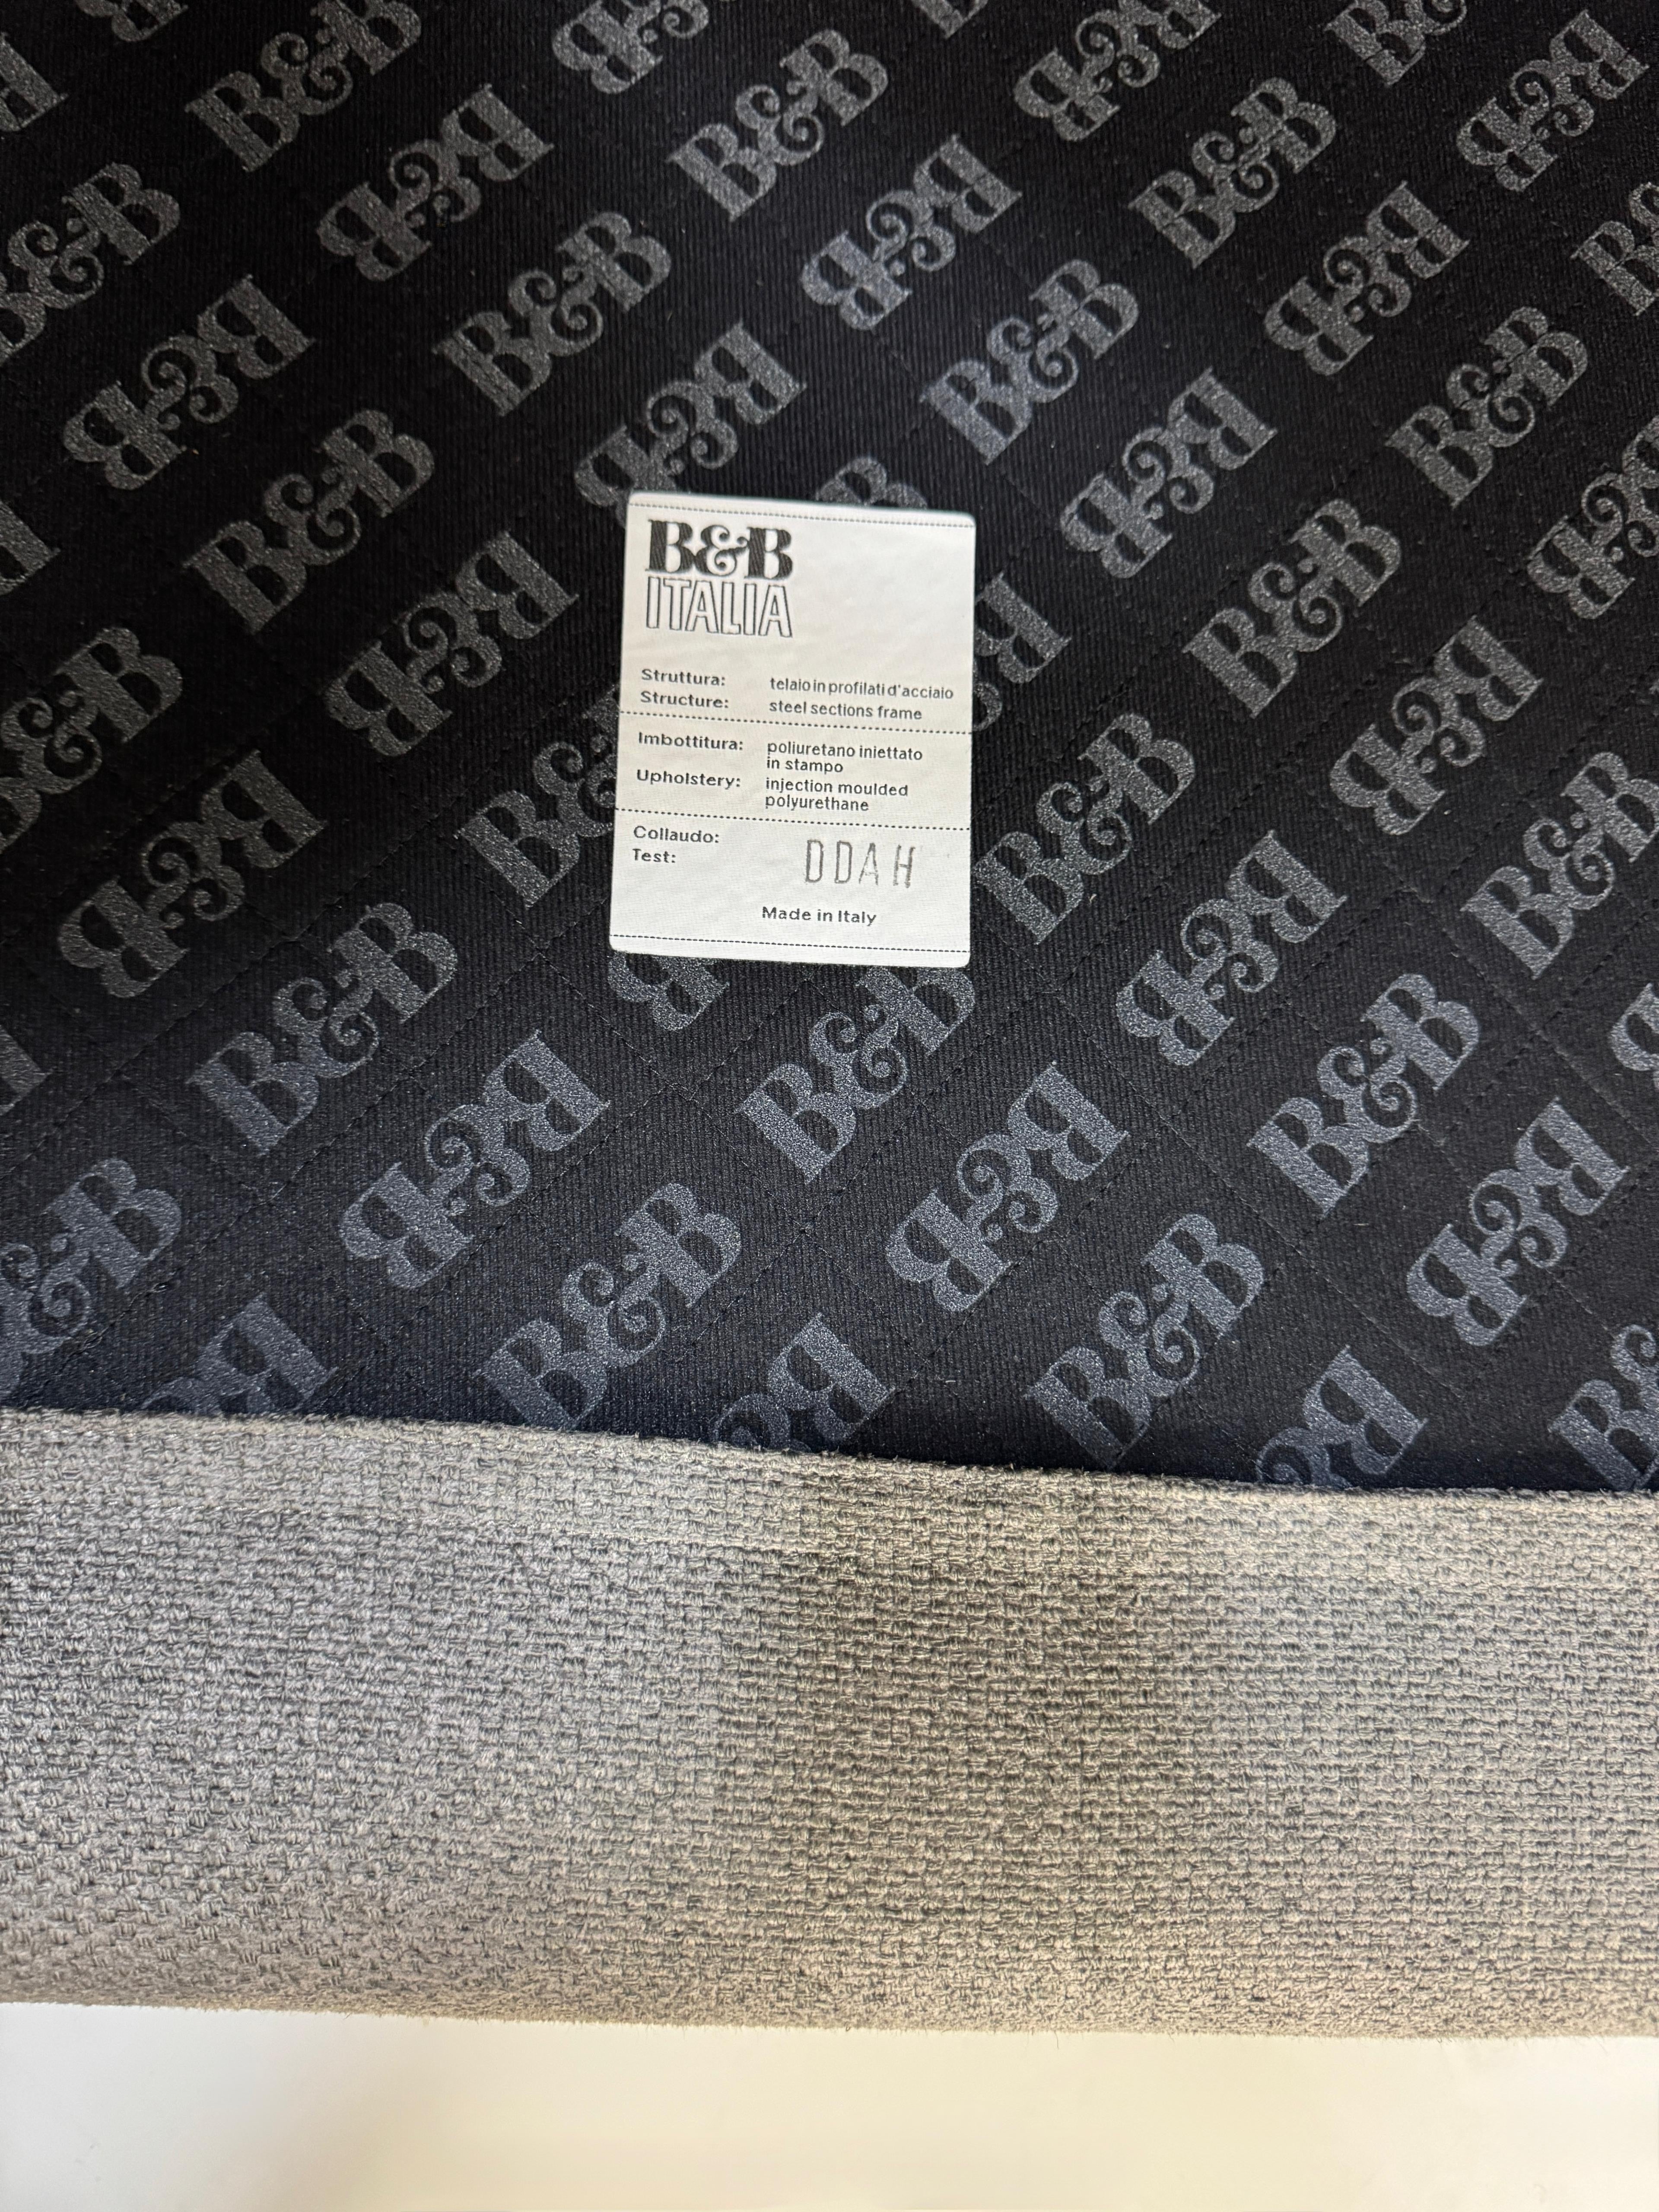 B&B
ITALIA
Struttura: telaio in profilati d'acciaio
Structure: steel sections frame
Imbottitura: poliuretano iniettato
in stampo
Upholstery: injection moulded
polyurethane
Collaudo:
Test: DDAH
Made in Italy